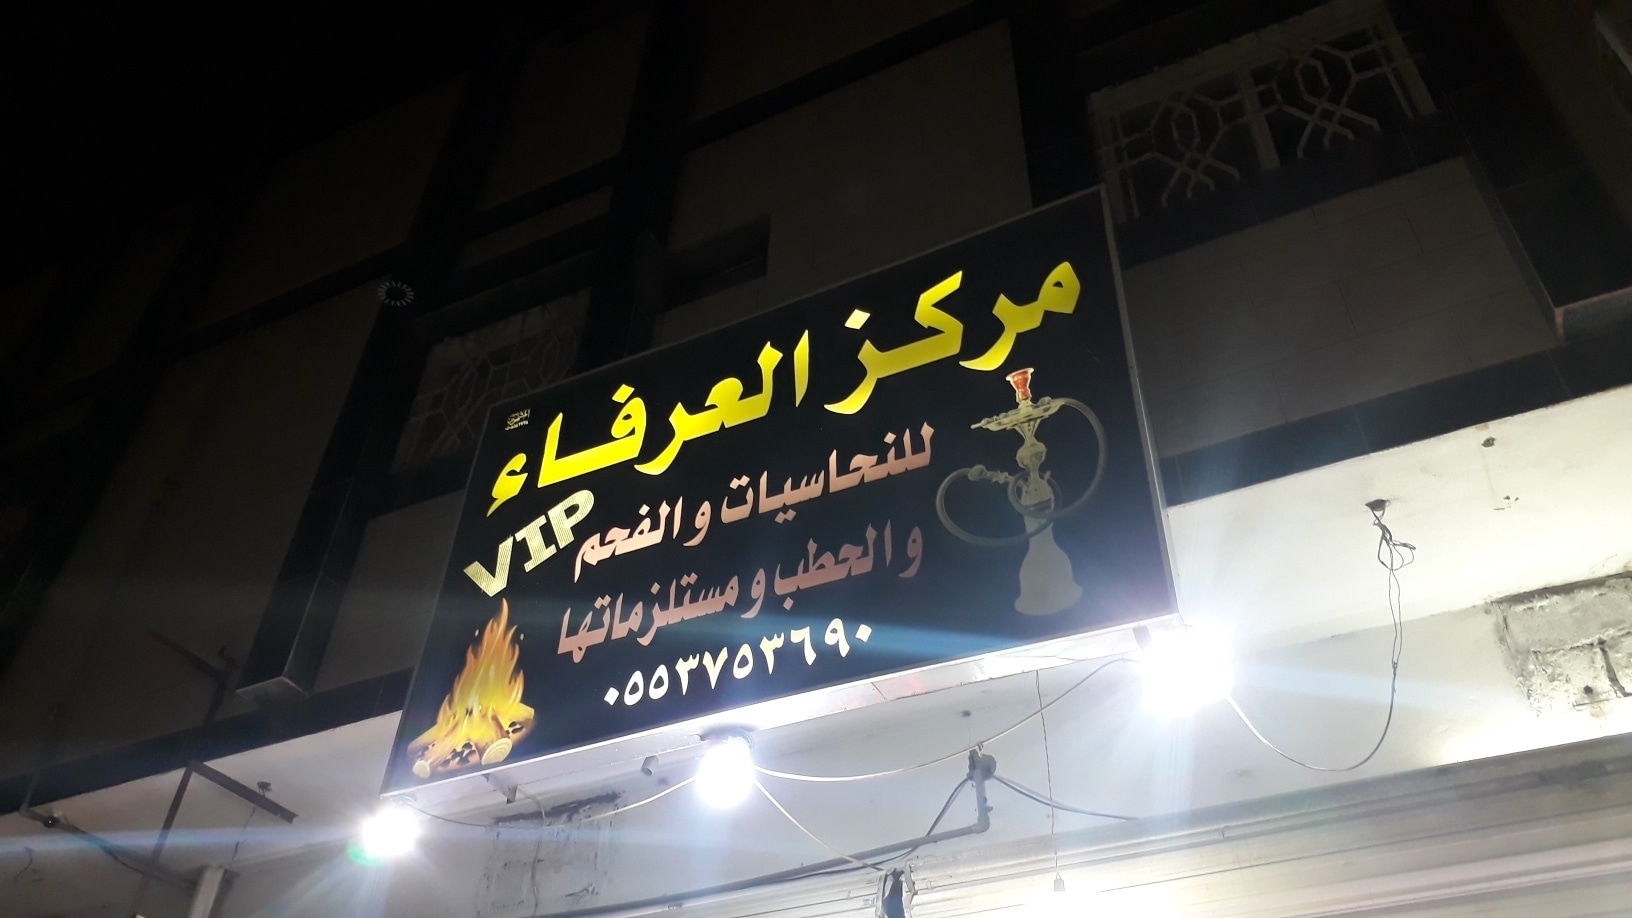 مركز العرفاء
VIP
للنحاسيات والفحم
والحطب ومستلزماتها
٠٥٥٣٧٥٣٦٩٠